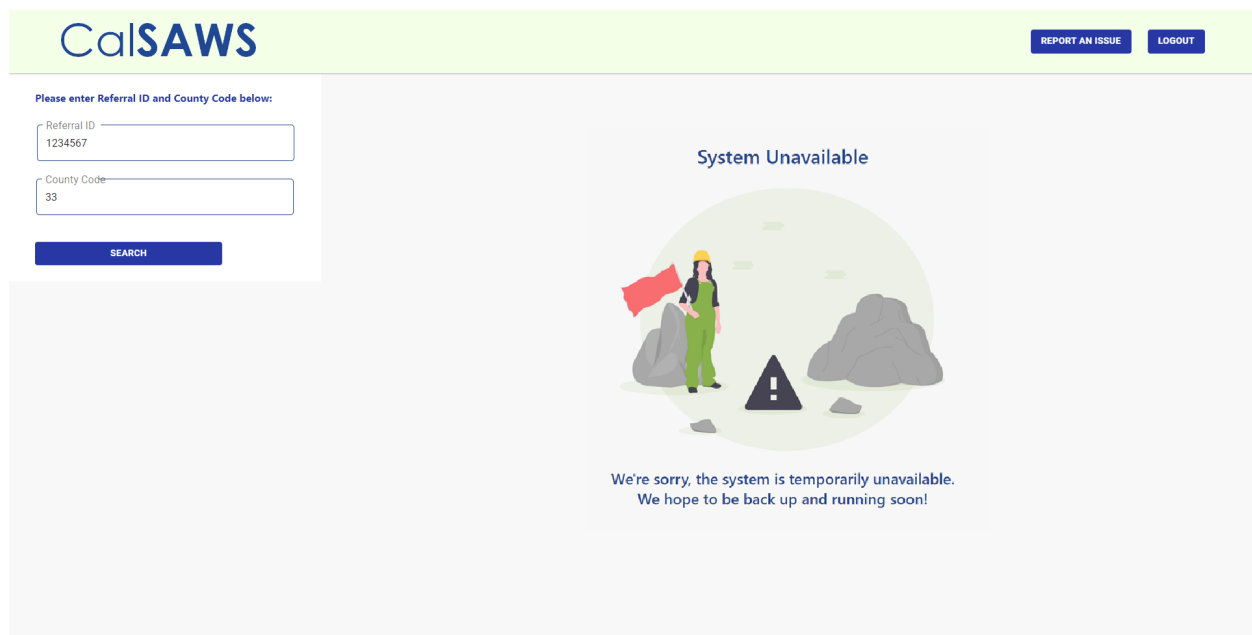 CalSAWS
REPORT AN ISSUE
LOGOUT
Please enter Referral ID and County Code below:
Referral ID
1234567
County Code
33
SEARCH
System Unavailable
We're sorry, the system is temporarily unavailable.
We hope to be back up and running soon!